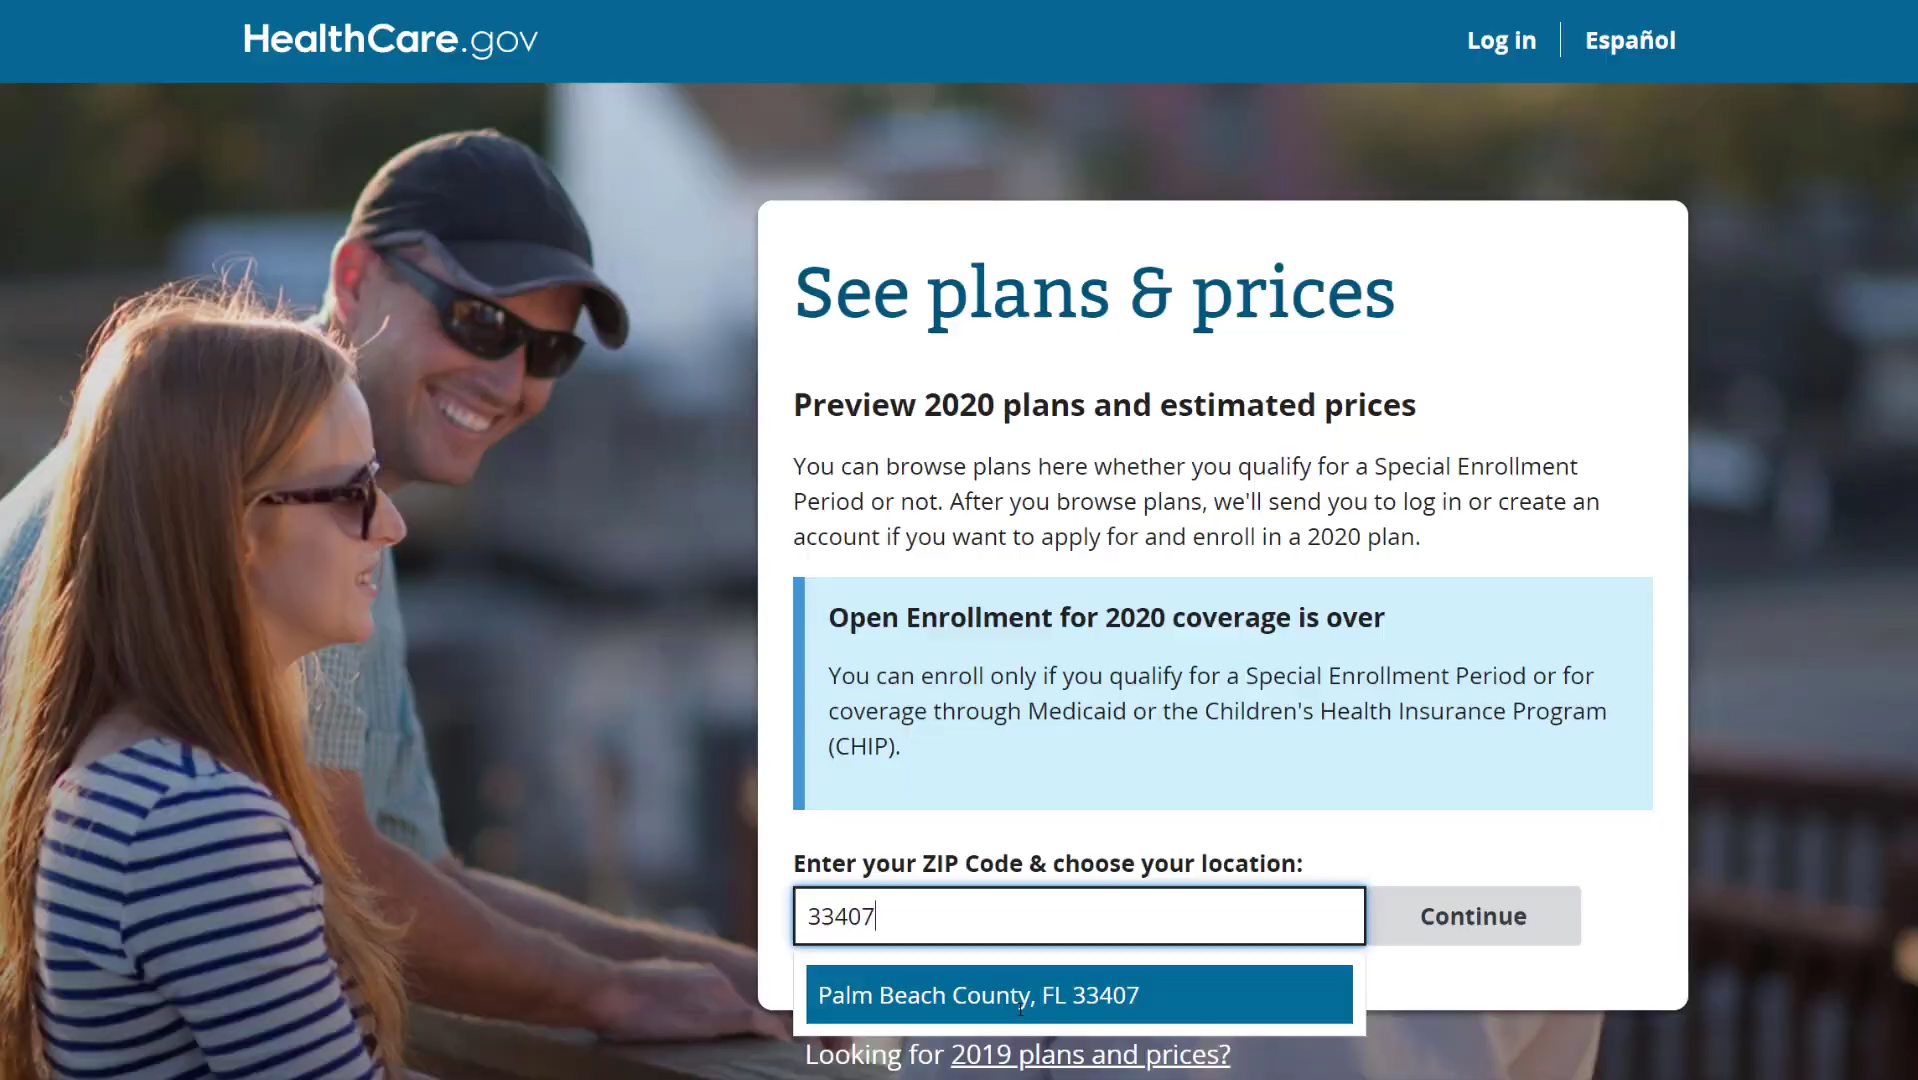 HealthCare.gov
Log in
Español
See plans & prices
Preview 2020 plans and estimated prices
You can browse plans here whether you qualify for a Special Enrollment
Period or not. After you browse plans, we'll send you to log in or create an
account if you want to apply for and enroll in a 2020 plan.
Open Enrollment for 2020 coverage is over
You can enroll only if you qualify for a Special Enrollment Period or for
coverage through Medicaid or the Children's Health Insurance Program
(CHIP).
Enter your ZIP Code & choose your location:
33407
Continue
Palm Beach County, FL 33407
Looking for 2019 plans and prices?